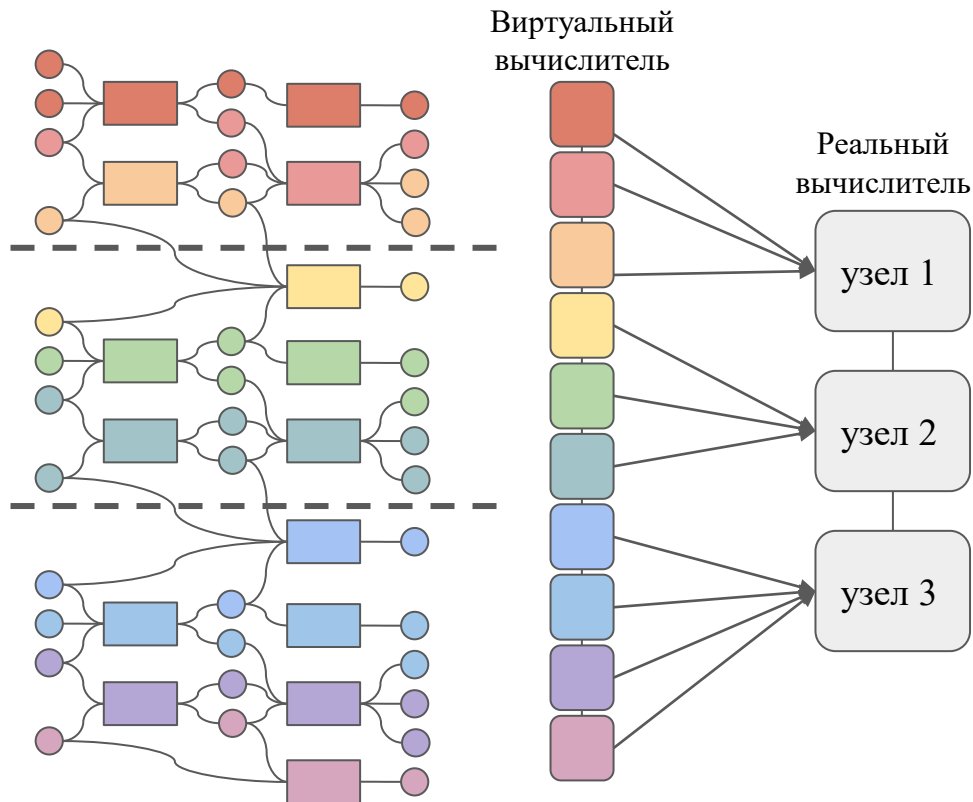 Виртуальный
вычислитель
Реальный
вычислитель
узел 1
узел 2
узел 3